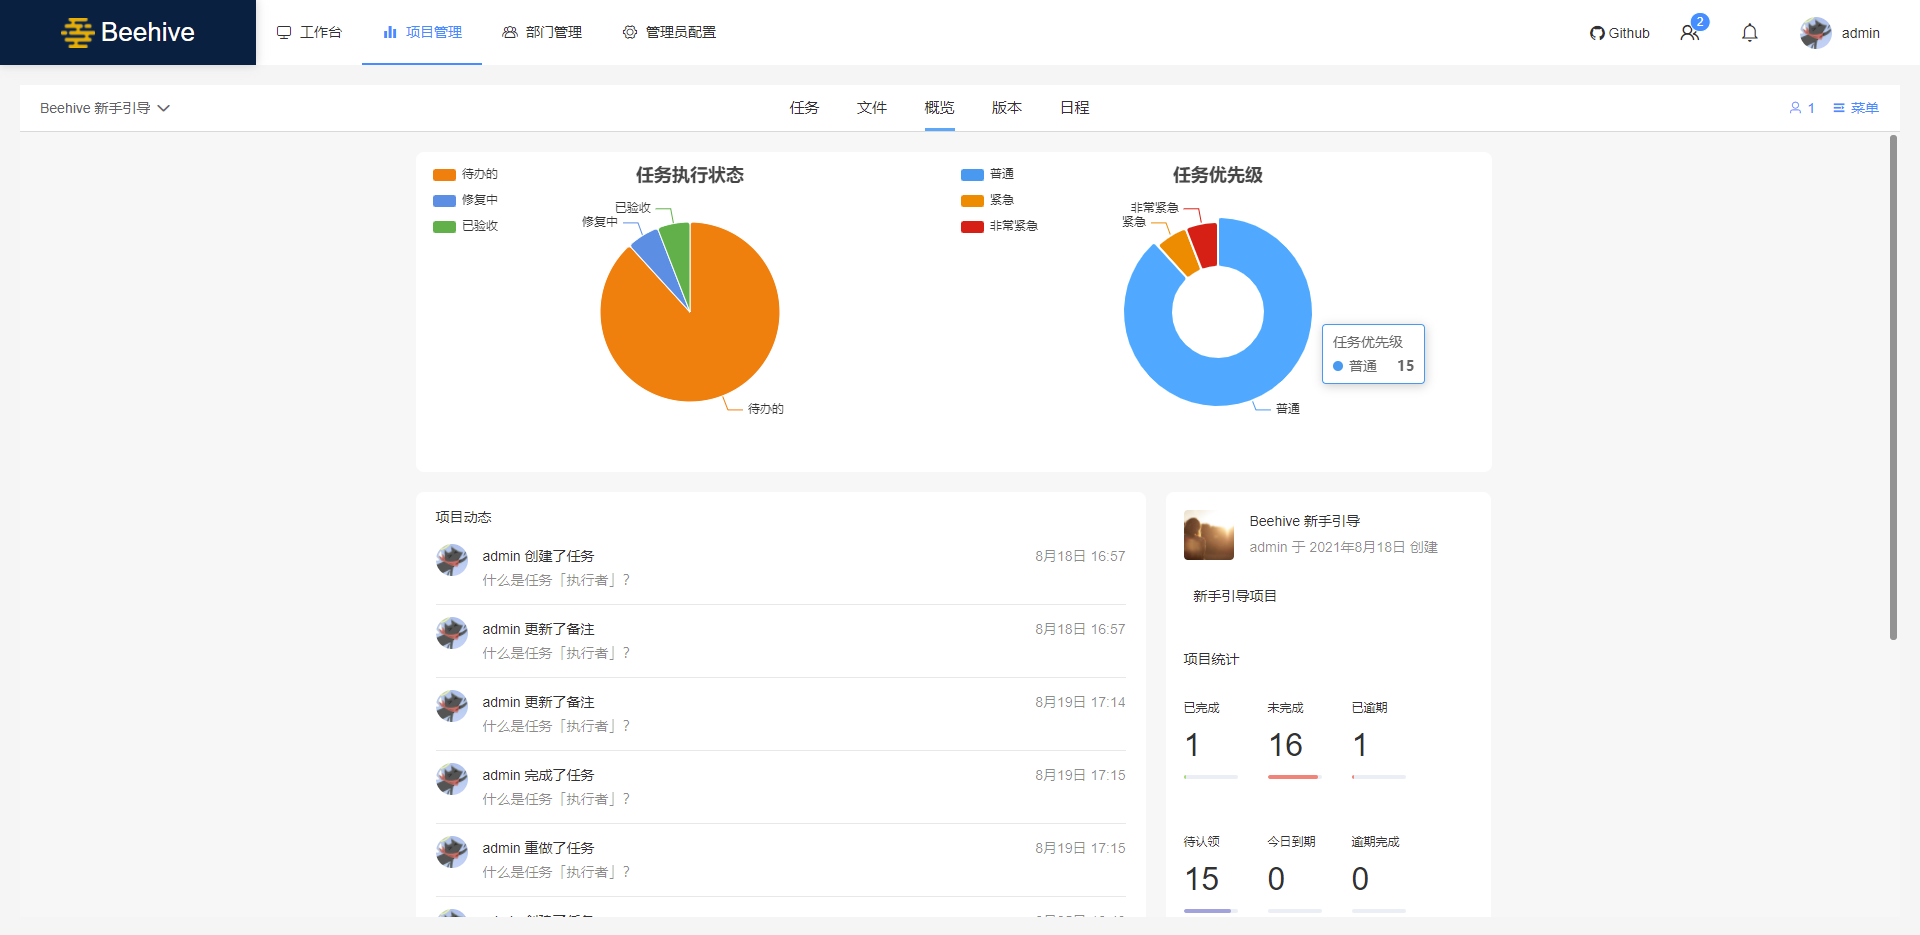 Beehive
工作台
项目管理
部门管理
管理员配置
Github
2
admin
Beehive 新手引导
任务
文件
概览
版本
日程
1
菜单
任务执行状态
待办的
修复中
已验收
已验收
修复中
待办的
任务优先级
普通
紧急
非常紧急
非常紧急
紧急
普通
任务优先级
普通 15
项目动态
admin 创建了任务 8月18日 16:57
什么是任务「执行者」?
admin 更新了备注 8月18日 16:57
什么是任务「执行者」?
admin 更新了备注 8月19日 17:14
什么是任务「执行者」?
admin 完成了任务 8月19日 17:15
什么是任务「执行者」?
admin 重做了任务 8月19日 17:15
什么是任务「执行者」?
Beehive 新手引导
admin 于 2021年8月18日 创建
新手引导项目
项目统计
已完成 未完成 已逾期
1 16 1
待认领 今日到期 逾期完成
15 0 0